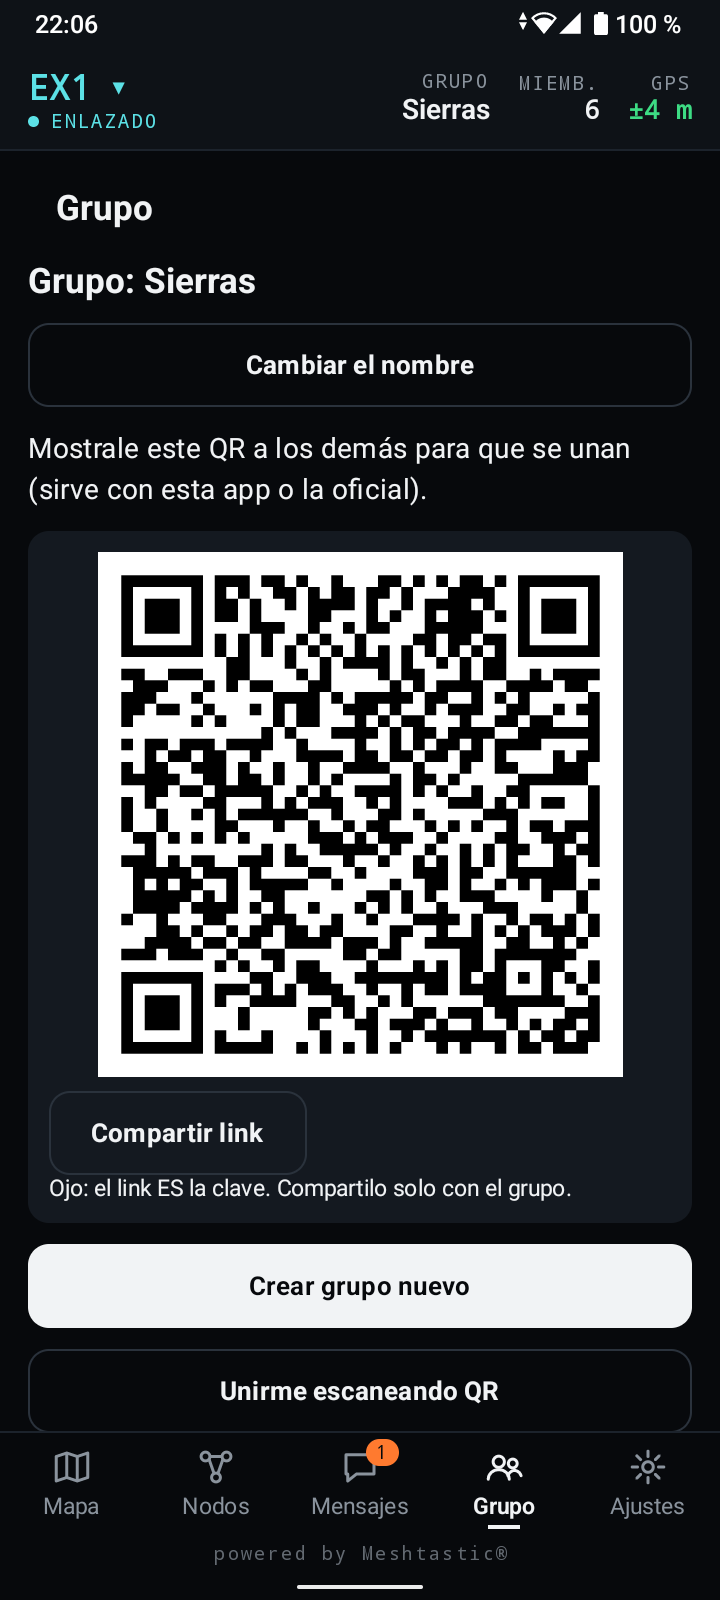 22:06
100 %
EX1 ▼
ENLAZADO
GRUPO
Sierras
MIEMB.
6
GPS
±4 m
Grupo
Grupo: Sierras
Cambiar el nombre
Mostrale este QR a los demás para que se unan
(sirve con esta app o la oficial).
Compartir link
Ojo: el link ES la clave. Compartilo solo con el grupo.
Crear grupo nuevo
Unirme escaneando QR
1
Mapa
Nodos
Mensajes
Grupo
Ajustes
powered by Meshtastic®